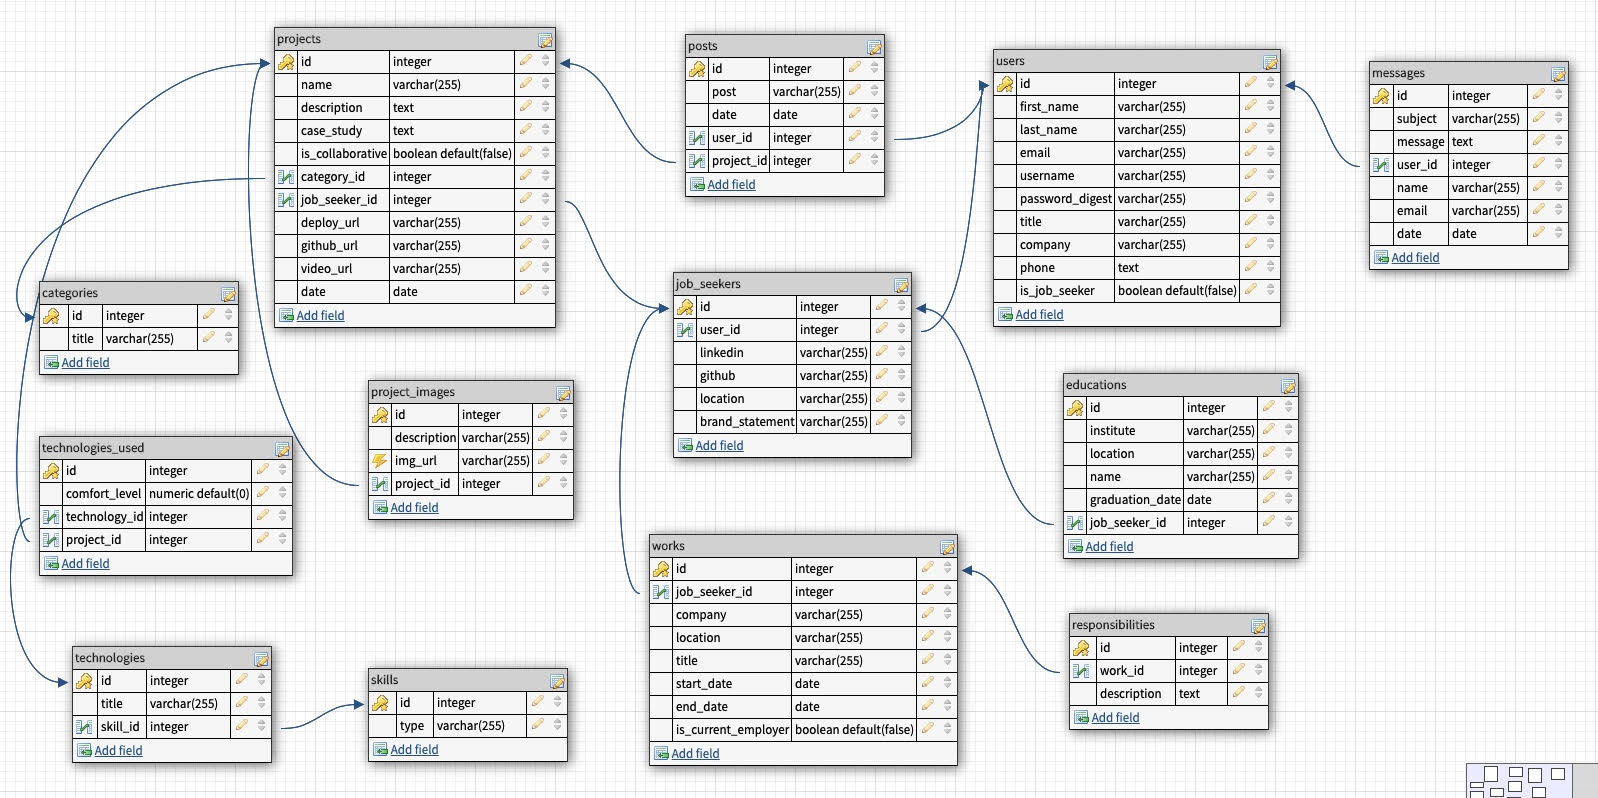 projects
id integer
name varchar(255)
description text
case_study text
is_collaborative boolean default(false)
category_id integer
job_seeker_id integer
deploy_url varchar(255)
github_url varchar(255)
video_url varchar(255)
date date
Add field
posts
id integer
post varchar(255)
date date
user_id integer
project_id integer
Add field
users
id integer
first_name varchar(255)
last_name varchar(255)
email varchar(255)
username varchar(255)
password_digest varchar(255)
title varchar(255)
company varchar(255)
phone text
is_job_seeker boolean default(false)
Add field
messages
id integer
subject varchar(255)
message text
user_id integer
name varchar(255)
email varchar(255)
date date
Add field
categories
id integer
title varchar(255)
Add field
job_seekers
id integer
user_id integer
linkedin varchar(255)
github varchar(255)
location varchar(255)
brand_statement varchar(255)
Add field
project_images
id integer
description varchar(255)
img_url varchar(255)
project_id integer
Add field
educations
id integer
institute varchar(255)
location varchar(255)
name varchar(255)
graduation_date date
job_seeker_id integer
Add field
technologies_used
id integer
comfort_level numeric default(0)
technology_id integer
project_id integer
Add field
works
id integer
job_seeker_id integer
company varchar(255)
location varchar(255)
title varchar(255)
start_date date
end_date date
is_current_employer boolean default(false)
Add field
responsibilities
id integer
work_id integer
description text
Add field
technologies
id integer
title varchar(255)
skill_id integer
Add field
skills
id integer
type varchar(255)
Add field